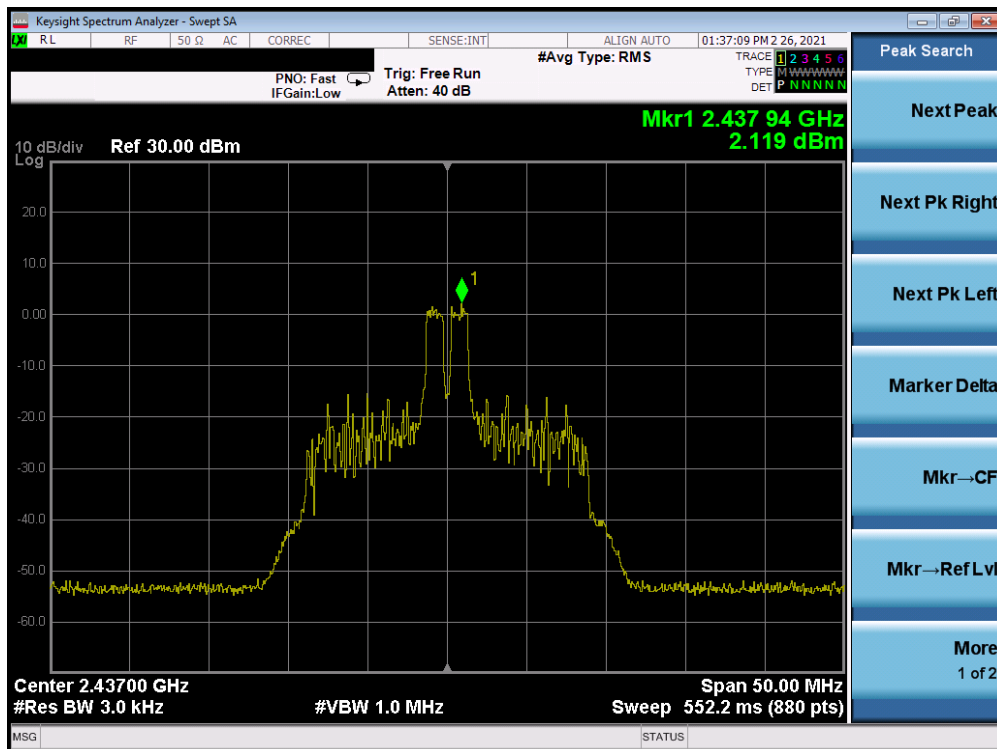 Keysight Spectrum Analyzer - Swept SA
LXI RL RF 50 Ω AC CORREC SENSE:INT ALIGN AUTO 01:37:09 PM 2 26, 2021
#Avg Type: RMS TRACE 1 2 3 4 5 6
PNO: Fast Trig: Free Run TYPE M WWWWW
IFGain:Low Atten: 40 dB DET P N N N N N
Mkr1 2.437 94 GHz
2.119 dBm
10 dB/div Ref 30.00 dBm
Log
20.0
10.0
1
0.00
-10.0
-20.0
-30.0
-40.0
-50.0
-60.0
Center 2.43700 GHz Span 50.00 MHz
#Res BW 3.0 kHz #VBW 1.0 MHz Sweep 552.2 ms (880 pts)
MSG STATUS
Peak Search
Next Peak
Next Pk Right
Next Pk Left
Marker Delta
Mkr→CF
Mkr→Ref Lvl
More
1 of 2